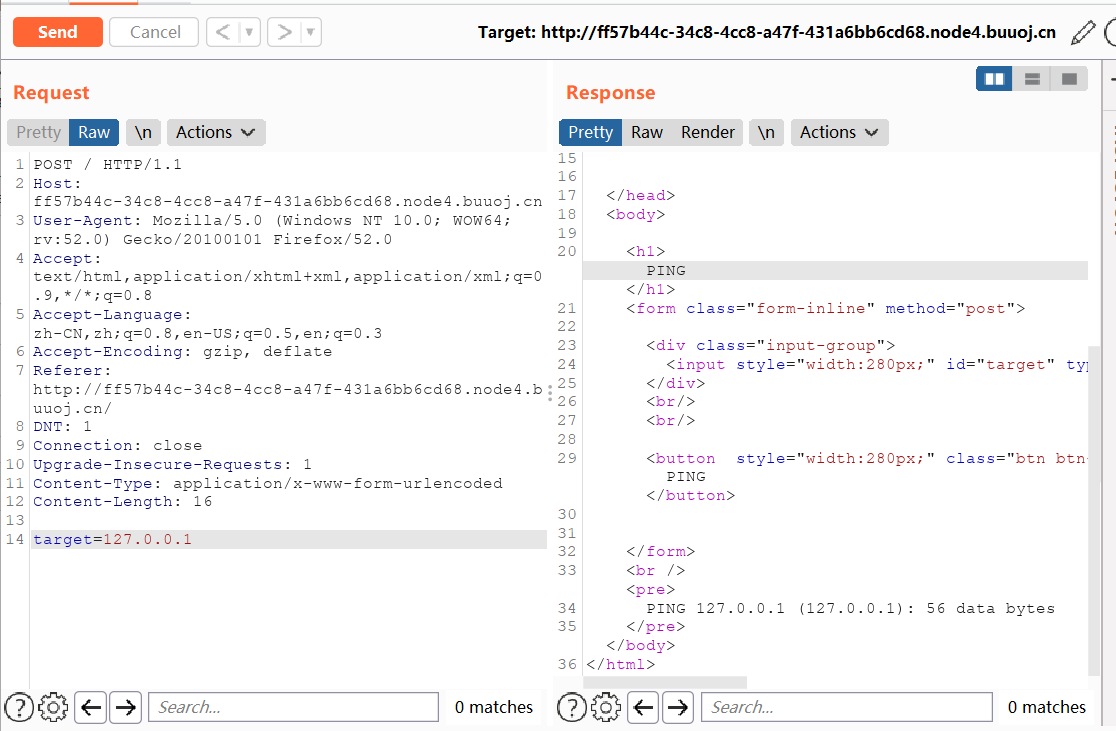 Send
Cancel
<
>
Target: http://ff57b44c-34c8-4cc8-a47f-431a6bb6cd68.node4.buuoj.cn
Request
Pretty Raw \n Actions
1 POST / HTTP/1.1
2 Host:
ff57b44c-34c8-4cc8-a47f-431a6bb6cd68.node4.buuoj.cn
3 User-Agent: Mozilla/5.0 (Windows NT 10.0; WOW64;
rv:52.0) Gecko/20100101 Firefox/52.0
4 Accept:
text/html,application/xhtml+xml,application/xml;q=0
.9,*/*;q=0.8
5 Accept-Language:
zh-CN,zh;q=0.8,en-US;q=0.5,en;q=0.3
6 Accept-Encoding: gzip, deflate
7 Referer:
http://ff57b44c-34c8-4cc8-a47f-431a6bb6cd68.node4.b
uuoj.cn/
8 DNT: 1
9 Connection: close
10 Upgrade-Insecure-Requests: 1
11 Content-Type: application/x-www-form-urlencoded
12 Content-Length: 16
13
14 target=127.0.0.1
? Search... 0 matches
Response
Pretty Raw Render \n Actions
15
16
17 </head>
18 <body>
19
20 <h1>
PING
</h1>
21 <form class="form-inline" method="post">
22
23 <div class="input-group">
24 <input style="width:280px;" id="target" ty
25 </div>
26 <br/>
27 <br/>
28
29 <button style="width:280px;" class="btn btn-
PING
</button>
30
31
32 </form>
33 <br />
<pre>
34 PING 127.0.0.1 (127.0.0.1): 56 data bytes
35 </pre>
</body>
36 </html>
? Search... 0 matches